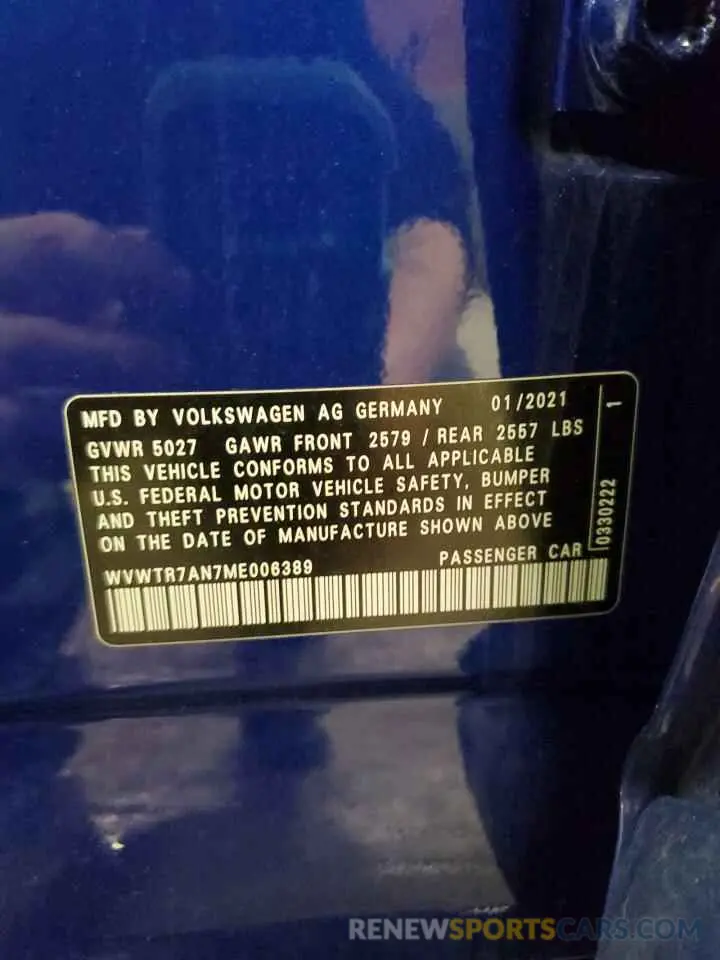 MFD BY VOLKSWAGEN AG GERMANY 01/2021
GVWR 5027 GAWR FRONT 2579 / REAR 2557 LBS
THIS VEHICLE CONFORMS TO ALL APPLICABLE
U.S. FEDERAL MOTOR VEHICLE SAFETY, BUMPER
AND THEFT PREVENTION STANDARDS IN EFFECT
ON THE DATE OF MANUFACTURE SHOWN ABOVE
WVWTR7AN7ME006389 PASSENGER CAR
0330222 1
RENEWSPORTSCARS.COM